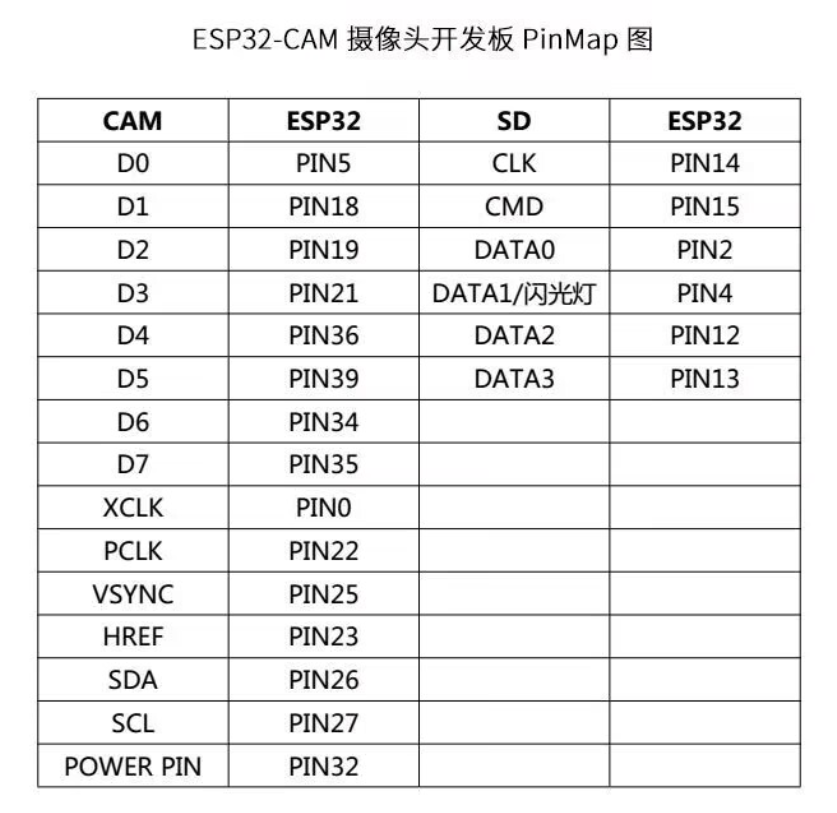 ESP32-CAM 摄像头开发板 PinMap 图
CAM ESP32 SD ESP32
D0 PIN5 CLK PIN14
D1 PIN18 CMD PIN15
D2 PIN19 DATA0 PIN2
D3 PIN21 DATA1/闪光灯 PIN4
D4 PIN36 DATA2 PIN12
D5 PIN39 DATA3 PIN13
D6 PIN34
D7 PIN35
XCLK PIN0
PCLK PIN22
VSYNC PIN25
HREF PIN23
SDA PIN26
SCL PIN27
POWER PIN PIN32